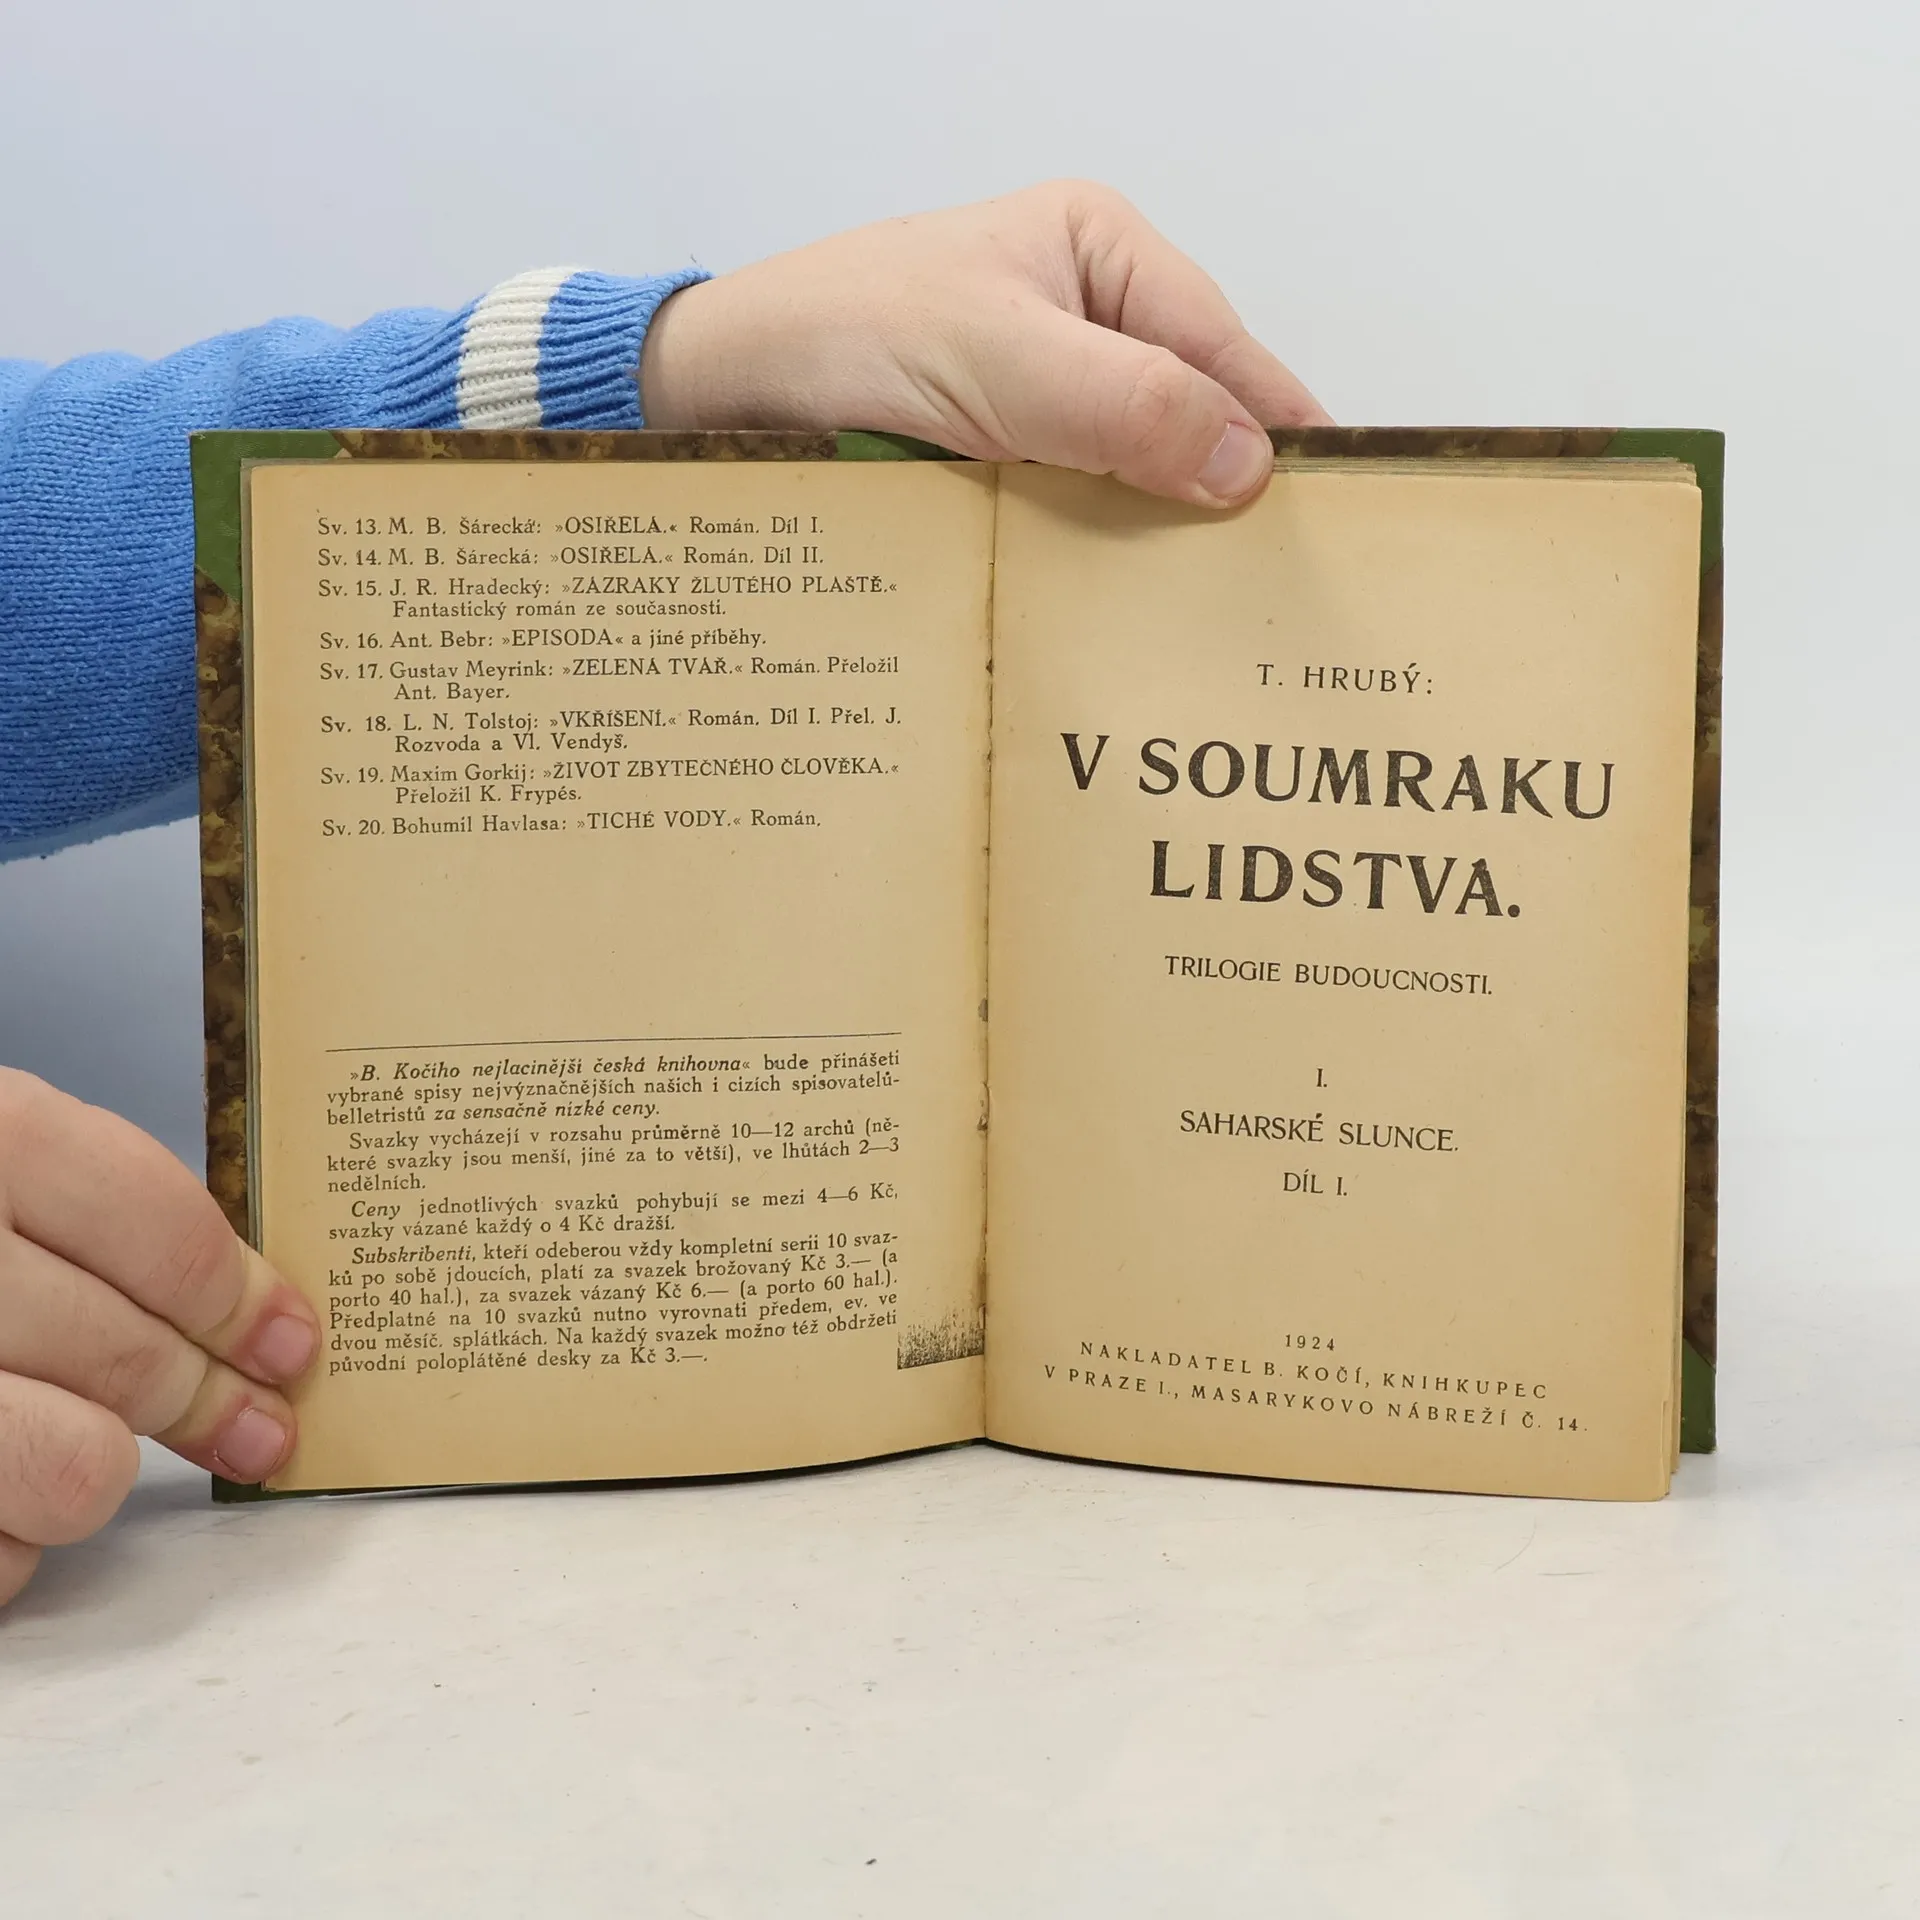 Sv. 13. M. B. Šárecká: »OSIŘELÁ.« Román. Díl I.
Sv. 14. M. B. Šárecká: »OSIŘELÁ.« Román. Díl II.
Sv. 15. J. R. Hradecký: »ZÁZRAKY ŽLUTÉHO PLÁŠTĚ.«
Fantastický román ze současnosti.
Sv. 16. Ant. Bebr: »EPISODA« a jiné příběhy.
Sv. 17. Gustav Meyrink: »ZELENÁ TVÁŘ.« Román. Přeložil
Ant. Bayer.
Sv. 18. L. N. Tolstoj: »VKŘÍŠENÍ.« Román. Díl I. Přel. J.
Rozvoda a Vl. Vendyš.
Sv. 19. Maxim Gorkij: »ŽIVOT ZBYTEČNÉHO ČLOVĚKA.«
Přeložil K. Frypés.
Sv. 20. Bohumil Havlasa: »TICHÉ VODY.« Román.
»B. Kočího nejlacinější česká knihovna« bude přinášeti
vybrané spisy nejvýznačnějších našich i cizích spisovatelů-
belletristů za sensačně nízké ceny.
Svazky vycházejí v rozsahu průměrně 10—12 archů (ně-
které svazky jsou menší, jiné za to větší), ve lhůtách 2—3
nedělních.
Ceny jednotlivých svazků pohybují se mezi 4—6 Kč,
svazky vázané každý o 4 Kč dražší.
Subskribenti, kteří odeberou vždy kompletní serii 10 svaz-
ků po sobě jdoucích, platí za svazek brožovaný Kč 3.— (a
porto 40 hal.), za svazek vázaný Kč 6.— (a porto 60 hal.).
Předplatné na 10 svazků nutno vyrovnati předem, ev. ve
dvou měsíč. splátkách. Na každý svazek možno též obdržeti
původní poloplátěné desky za Kč 3.—.
T. HRUBÝ:
V SOUMRAKU
LIDSTVA.
TRILOGIE BUDOUCNOSTI.
I.
SAHARSKÉ SLUNCE.
DÍL I.
1924
NAKLADATEL B. KOČÍ, KNIHKUPEC
V PRAZE I., MASARYKOVO NÁBREŽÍ Č. 14.